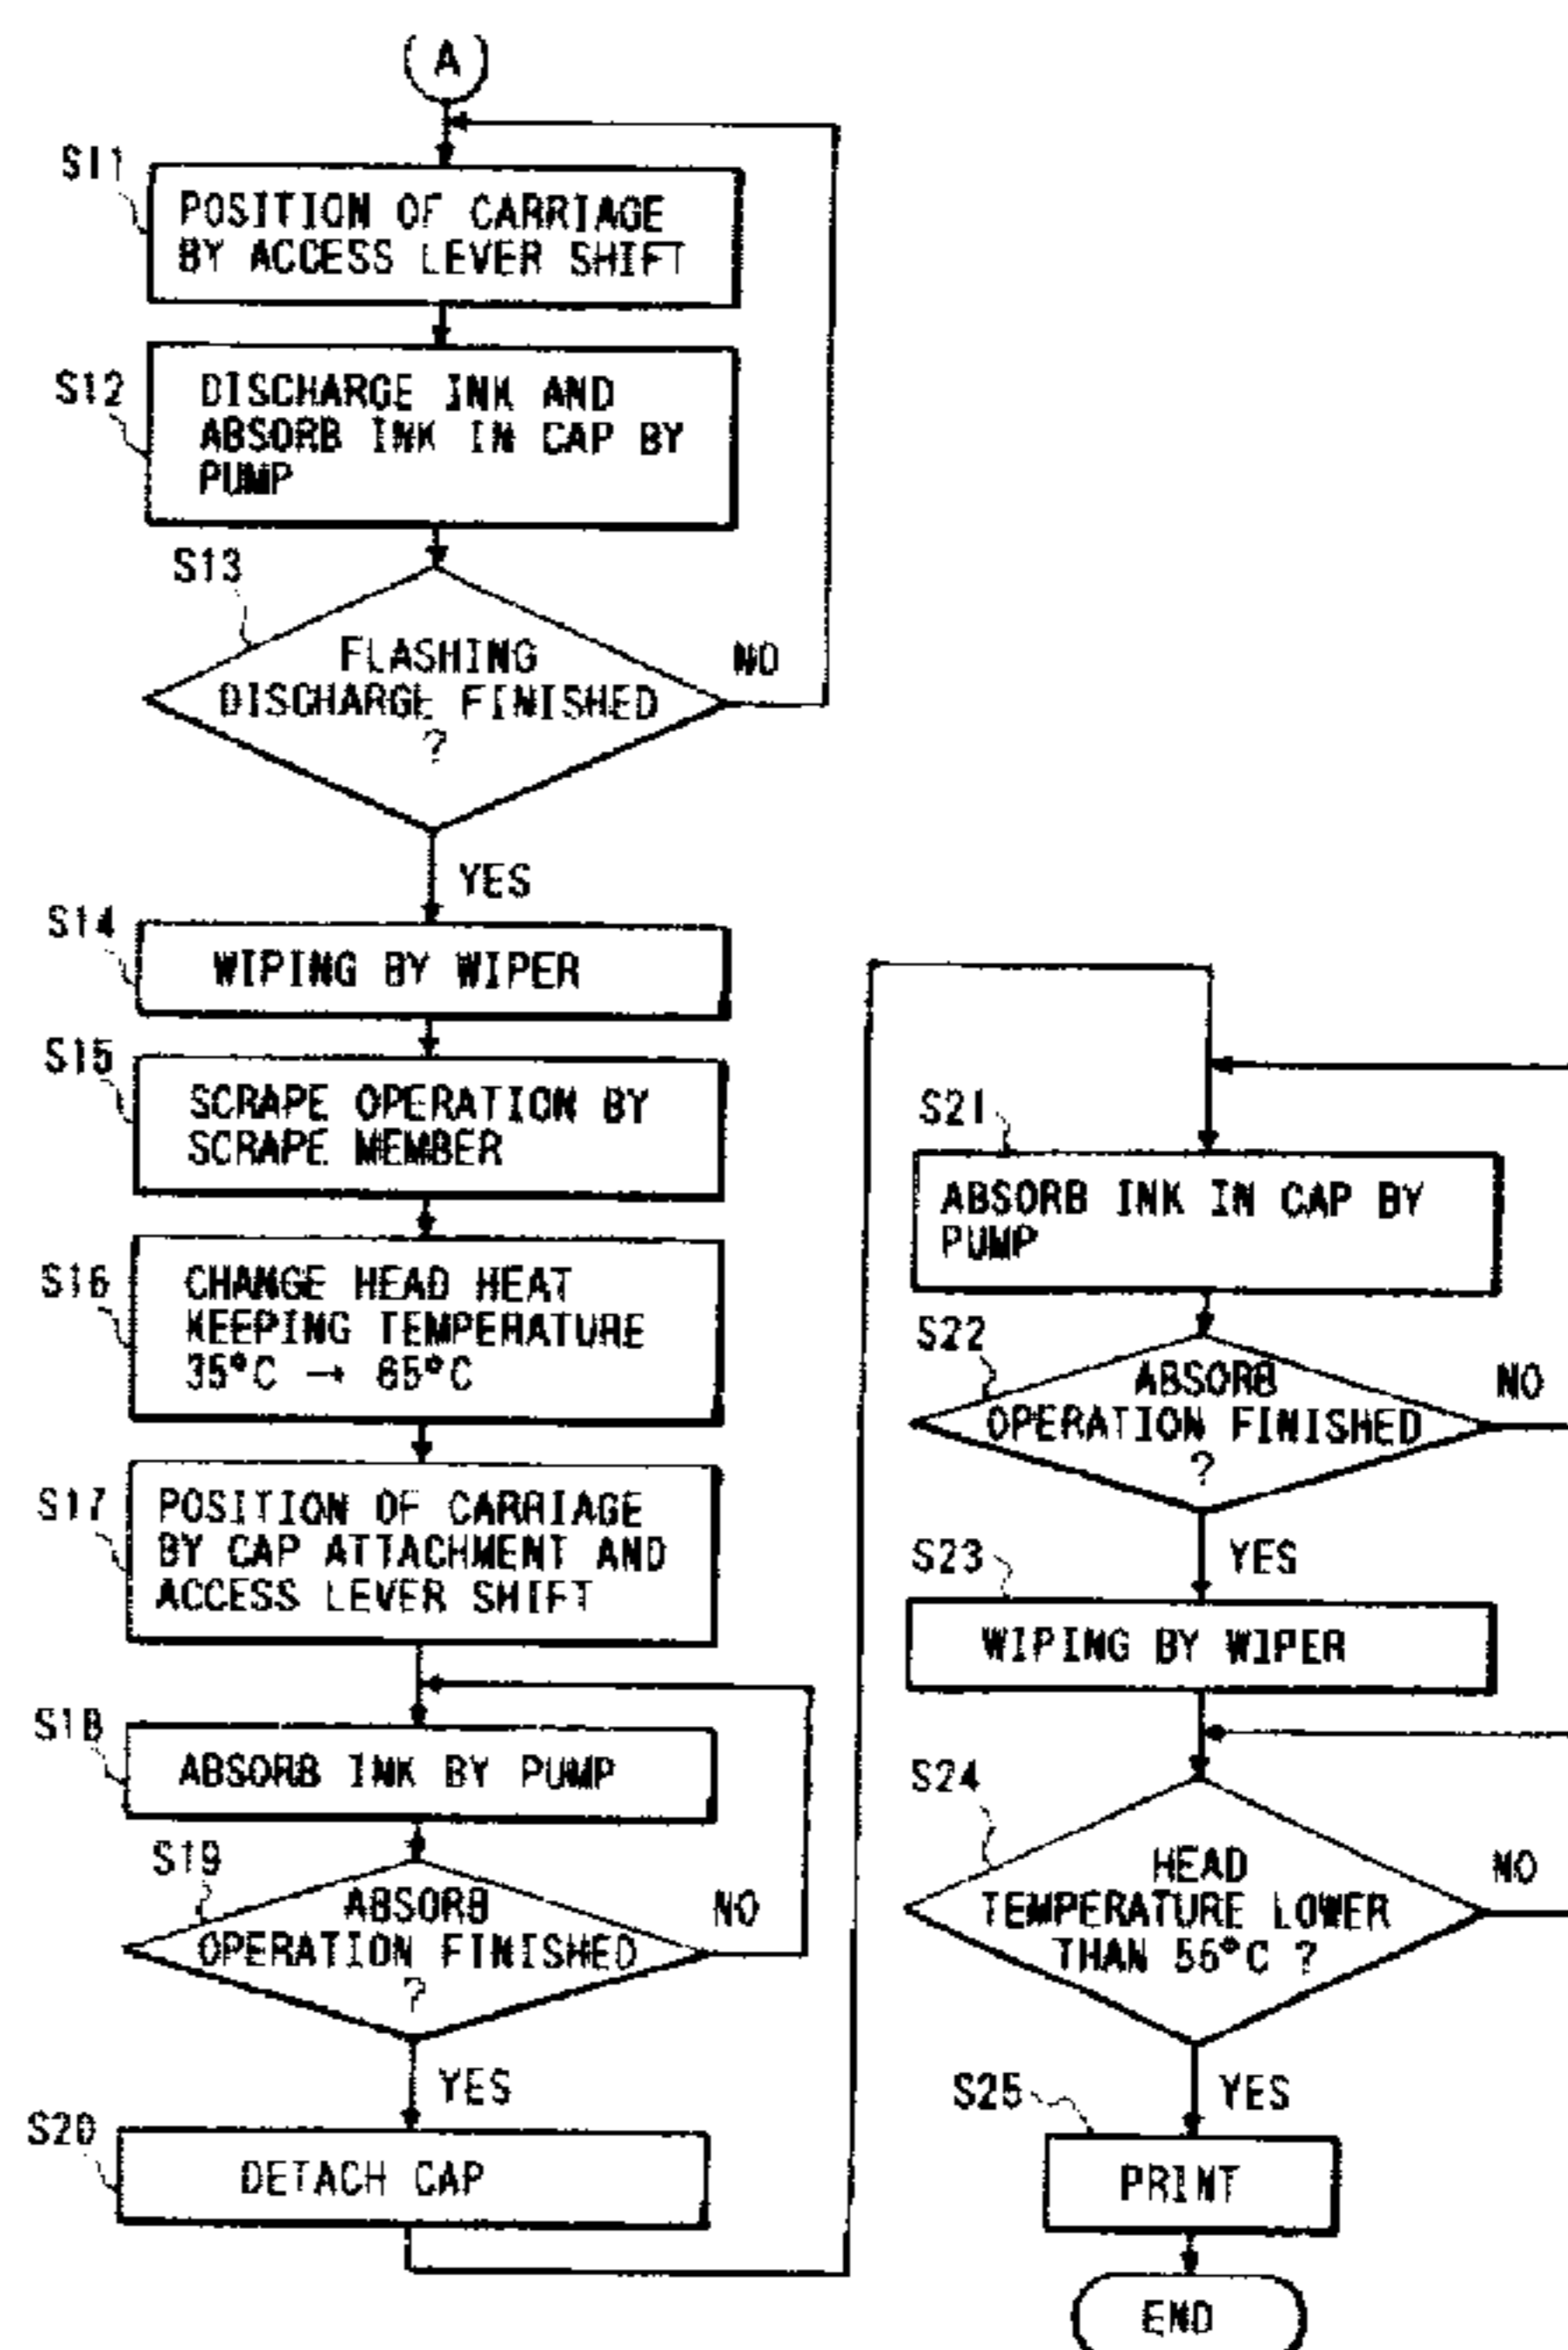 (A)
S11
POSITION OF CARRIAGE
BY ACCESS LEVER SHIFT
S12
DISCHARGE INK AND
ABSORB INK IN CAP BY
PUMP
S13
FLASHING
DISCHARGE FINISHED
?
NO
YES
S14
WIPING BY WIPER
S15
SCRAPE OPERATION BY
SCRAPE MEMBER
S16
CHANGE HEAD HEAT
KEEPING TEMPERATURE
35°C → 65°C
S17
POSITION OF CARRIAGE
BY CAP ATTACHMENT AND
ACCESS LEVER SHIFT
S18
ABSORB INK BY PUMP
S19
ABSORB
OPERATION FINISHED
?
NO
YES
S20
DETACH CAP
S21
ABSORB INK IN CAP BY
PUMP
S22
ABSORB
OPERATION FINISHED
?
NO
YES
S23
WIPING BY WIPER
S24
HEAD
TEMPERATURE LOWER
THAN 55°C ?
NO
YES
S25
PRINT
END